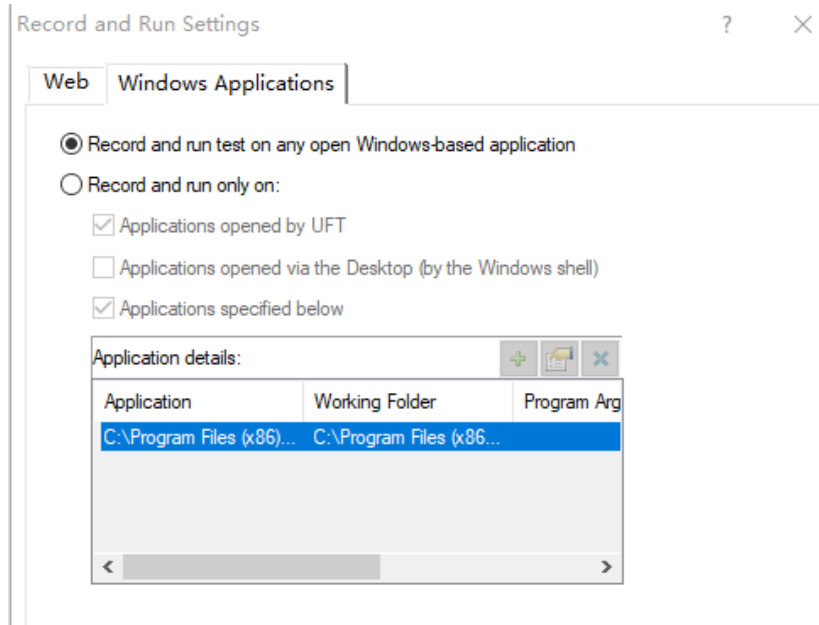 Record and Run Settings
Web
Windows Applications
Record and run test on any open Windows-based application
Record and run only on:
Applications opened by UFT
Applications opened via the Desktop (by the Windows shell)
Applications specified below
Application details:
Application Working Folder Program Arg
C:\Program Files (x86)... C:\Program Files (x86...